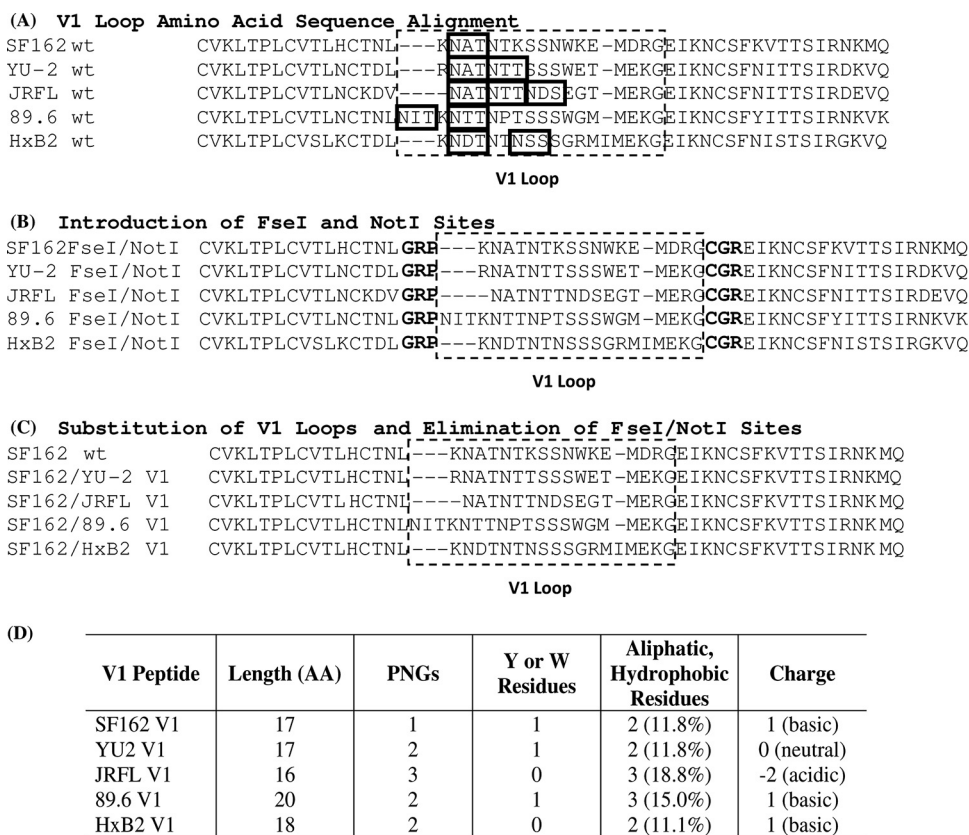 (A) V1 Loop Amino Acid Sequence Alignment
SF162 wt CVKLTPLCVTLHCTNL---KNATNTKSSNWKE-MDRGEIKNCSFKVTTSIRNKMQ
YU-2 wt CVKLTPLCVTLNCTDL---RNATNTTSSSWET-MEKGEIKNCSFNITTSIRDKVQ
JRFL wt CVKLTPLCVTLNCKDV----NATNTTNDSEGT-MERGEIKNCSFNITTSIRDEVQ
89.6 wt CVKLTPLCVTLNCTNLNITKNTTNPTSSSWGM-MEKGEIKNCSFYITTSIRNKVK
HxB2 wt CVKLTPLCVSLKCTDL---KNDTNTNSSSGRMIMEKGEIKNCSFNISTSIRGKVQ
V1 Loop
(B) Introduction of FseI and NotI Sites
SF162FseI/NotI CVKLTPLCVTLHCTNLGRP---KNATNTKSSNWKE-MDRGCGREIKNCSFKVTTSIRNKMQ
YU-2 FseI/NotI CVKLTPLCVTLNCTDLGRP---RNATNTTSSSWET-MEKGCGREIKNCSFNITTSIRDKVQ
JRFL FseI/NotI CVKLTPLCVTLNCKDVGRP----NATNTTNDSEGT-MERGCGREIKNCSFNITTSIRDEVQ
89.6 FseI/NotI CVKLTPLCVTLNCTNLGRPNITKNTTNPTSSSWGM-MEKGCGREIKNCSFYITTSIRNKVK
HxB2 FseI/NotI CVKLTPLCVSLKCTDLGRP---KNDTNTNSSSGRMIMEKGCGREIKNCSFNISTSIRGKVQ
V1 Loop
(C) Substitution of V1 Loops and Elimination of FseI/NotI Sites
SF162 wt CVKLTPLCVTLHCTNL---KNATNTKSSNWKE-MDRGEIKNCSFKVTTSIRNKMQ
SF162/YU-2 V1 CVKLTPLCVTLHCTNL---RNATNTTSSSWET-MEKGEIKNCSFKVTTSIRNKMQ
SF162/JRFL V1 CVKLTPLCVTLHCTNL----NATNTTNDSEGT-MERGEIKNCSFKVTTSIRNKMQ
SF162/89.6 V1 CVKLTPLCVTLHCTNLNITKNTTNPTSSSWGM-MEKGEIKNCSFKVTTSIRNKMQ
SF162/HxB2 V1 CVKLTPLCVTLHCTNL---KNDTNTNSSSGRMIMEKGEIKNCSFKVTTSIRNKMQ
V1 Loop
(D)
V1 Peptide Length (AA) PNGs Y or W Residues Aliphatic, Hydrophobic Residues Charge
SF162 V1 17 1 1 2 (11.8%) 1 (basic)
YU2 V1 17 2 1 2 (11.8%) 0 (neutral)
JRFL V1 16 3 0 3 (18.8%) -2 (acidic)
89.6 V1 20 2 1 3 (15.0%) 1 (basic)
HxB2 V1 18 2 0 2 (11.1%) 1 (basic)